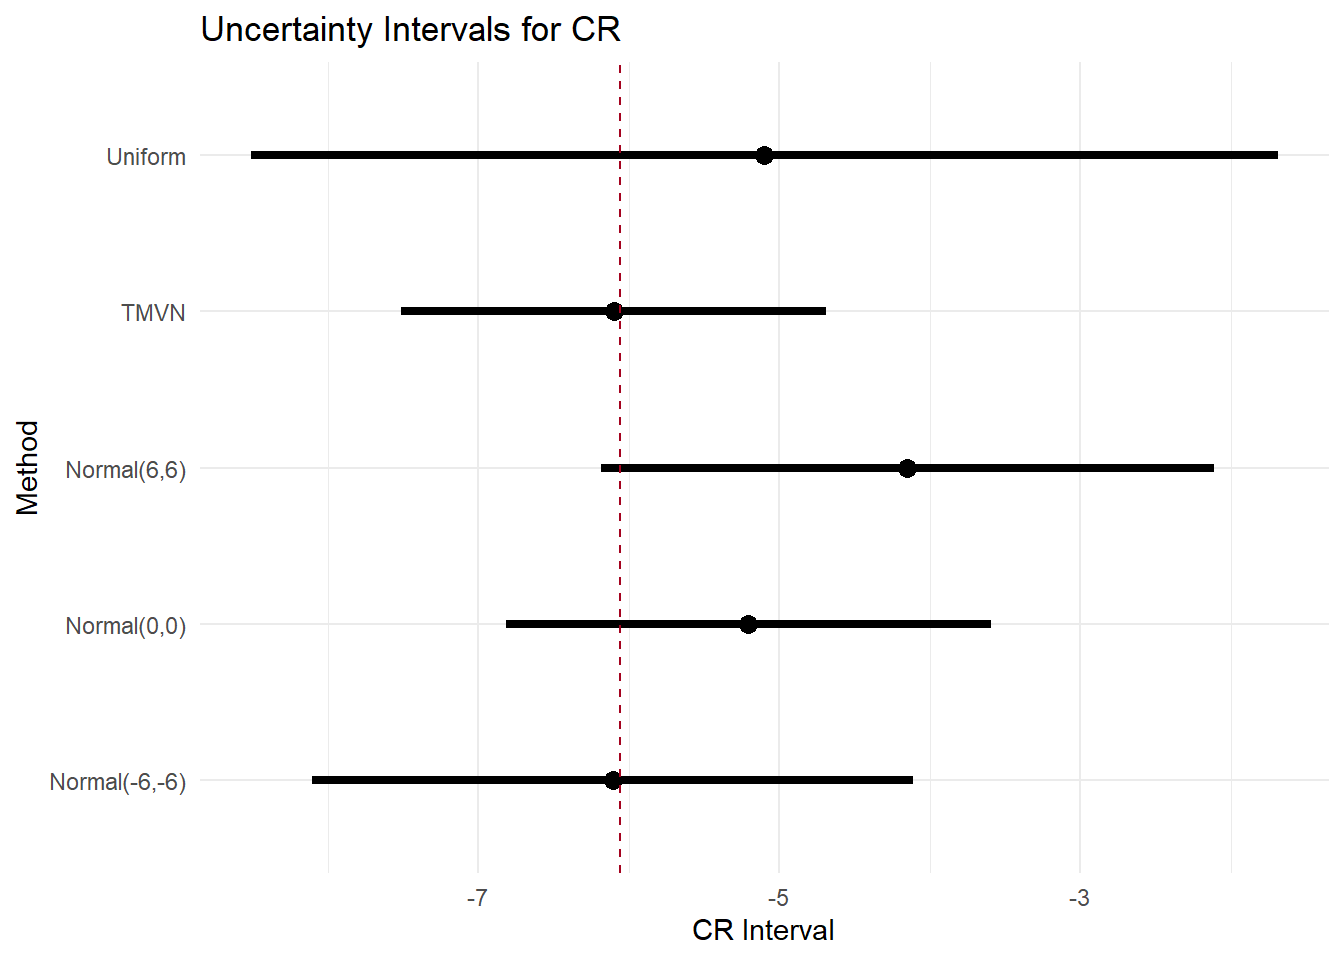 Uncertainty Intervals for CR
Uniform
TMVN
Normal(6,6)
Normal(0,0)
Normal(-6,-6)
Method
-7 -5 -3
CR Interval